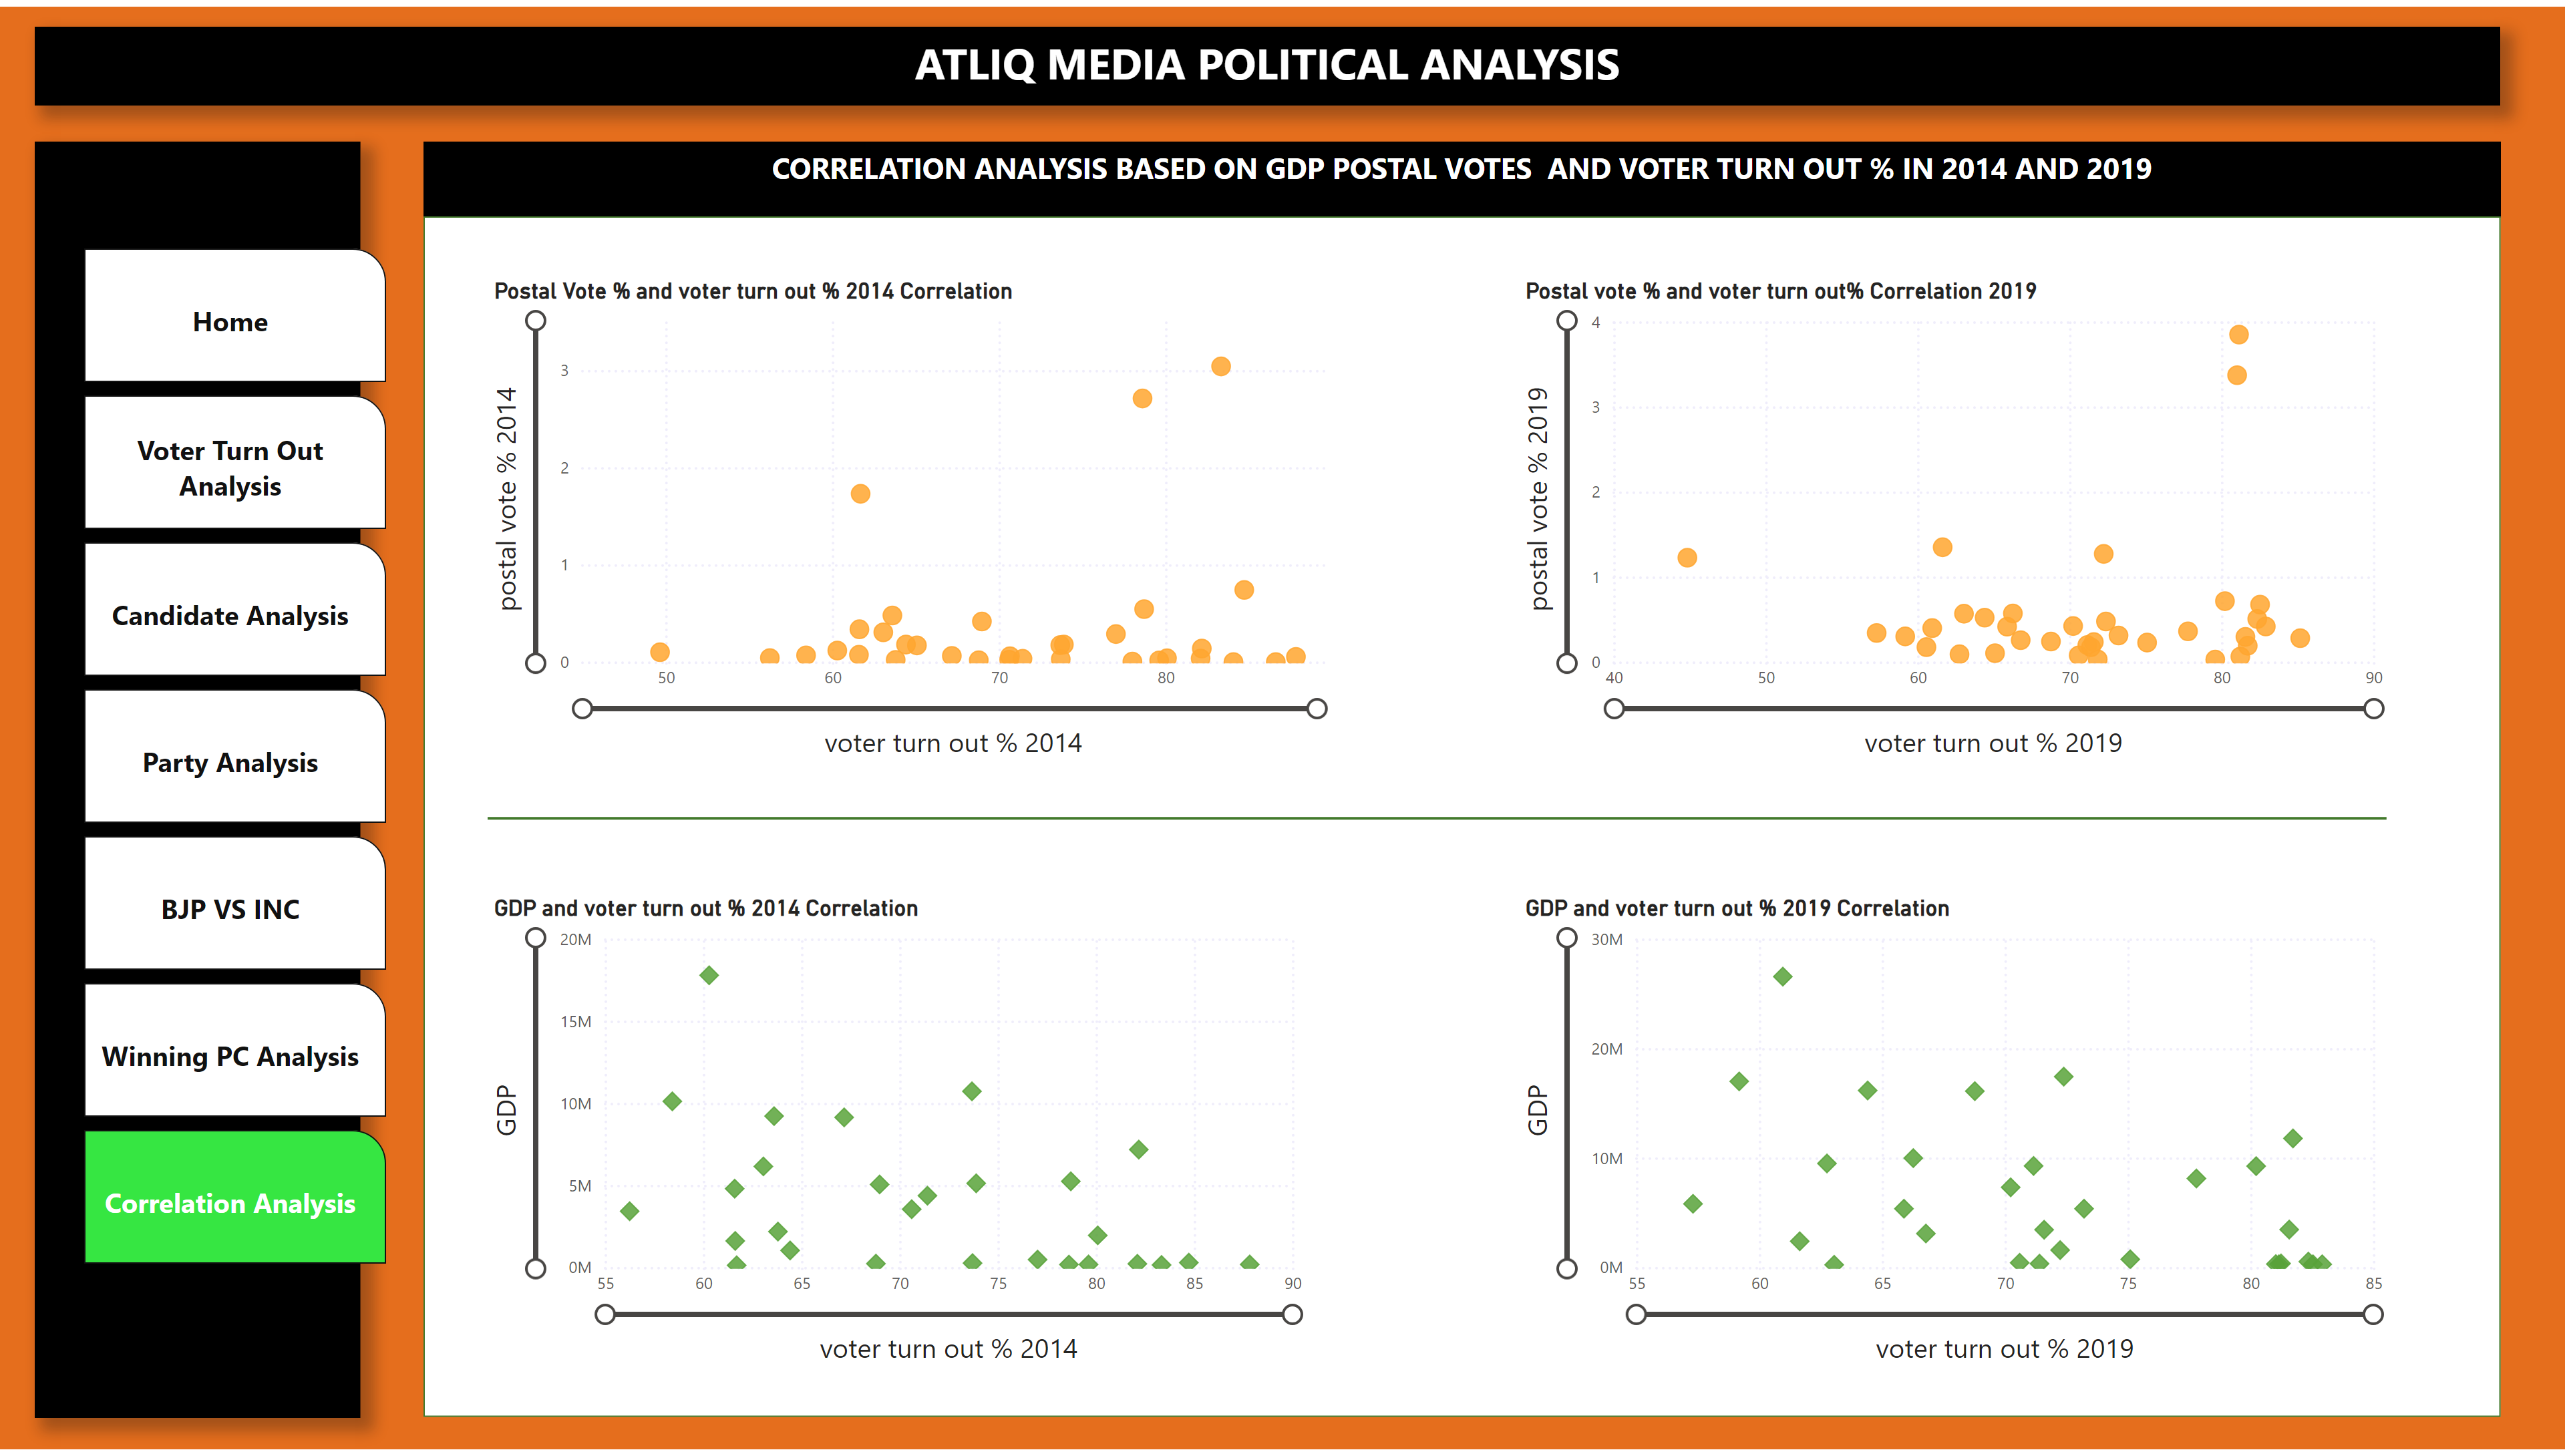 ATLIQ MEDIA POLITICAL ANALYSIS
CORRELATION ANALYSIS BASED ON GDP POSTAL VOTES  AND VOTER TURN OUT % IN 2014 AND 2019
Home
Voter Turn Out
Analysis
Candidate Analysis
Party Analysis
BJP VS INC
Winning PC Analysis
Correlation Analysis
Postal Vote % and voter turn out % 2014 Correlation
postal vote % 2014
3
2
1
0
50 60 70 80
voter turn out % 2014
Postal vote % and voter turn out% Correlation 2019
postal vote % 2019
4
3
2
1
0
40 50 60 70 80 90
voter turn out % 2019
GDP and voter turn out % 2014 Correlation
GDP
20M
15M
10M
5M
0M
55 60 65 70 75 80 85 90
voter turn out % 2014
GDP and voter turn out % 2019 Correlation
GDP
30M
20M
10M
0M
55 60 65 70 75 80 85
voter turn out % 2019